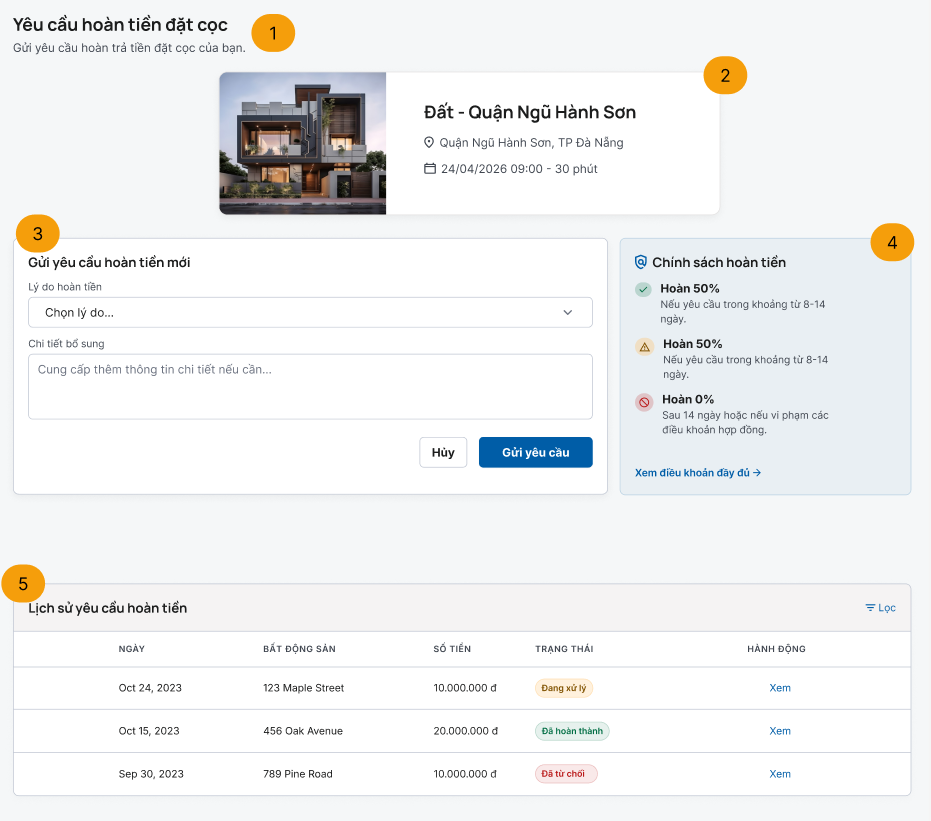 Yêu cầu hoàn tiền đặt cọc
Gửi yêu cầu hoàn trả tiền đặt cọc của bạn.
1
2
Đất - Quận Ngũ Hành Sơn
Quận Ngũ Hành Sơn, TP Đà Nẵng
24/04/2026 09:00 - 30 phút
3
Gửi yêu cầu hoàn tiền mới
Lý do hoàn tiền
Chọn lý do...
Chi tiết bổ sung
Cung cấp thêm thông tin chi tiết nếu cần...
Hủy
Gửi yêu cầu
4
Chính sách hoàn tiền
Hoàn 50%
Nếu yêu cầu trong khoảng từ 8-14
ngày.
Hoàn 50%
Nếu yêu cầu trong khoảng từ 8-14
ngày.
Hoàn 0%
Sau 14 ngày hoặc nếu vi phạm các
điều khoản hợp đồng.
Xem điều khoản đầy đủ →
5
Lịch sử yêu cầu hoàn tiền
Lọc
NGÀY BẤT ĐỘNG SẢN SỐ TIỀN TRẠNG THÁI HÀNH ĐỘNG
Oct 24, 2023 123 Maple Street 10.000.000 đ Đang xử lý Xem
Oct 15, 2023 456 Oak Avenue 20.000.000 đ Đã hoàn thành Xem
Sep 30, 2023 789 Pine Road 10.000.000 đ Đã từ chối Xem